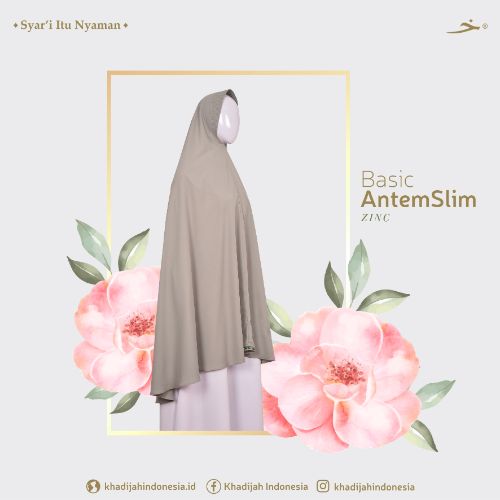 Syar'i Itu Nyaman
Basic
AntemSlim
ZINC
khadijahindonesia.id
Khadijah Indonesia
khadijahindonesia